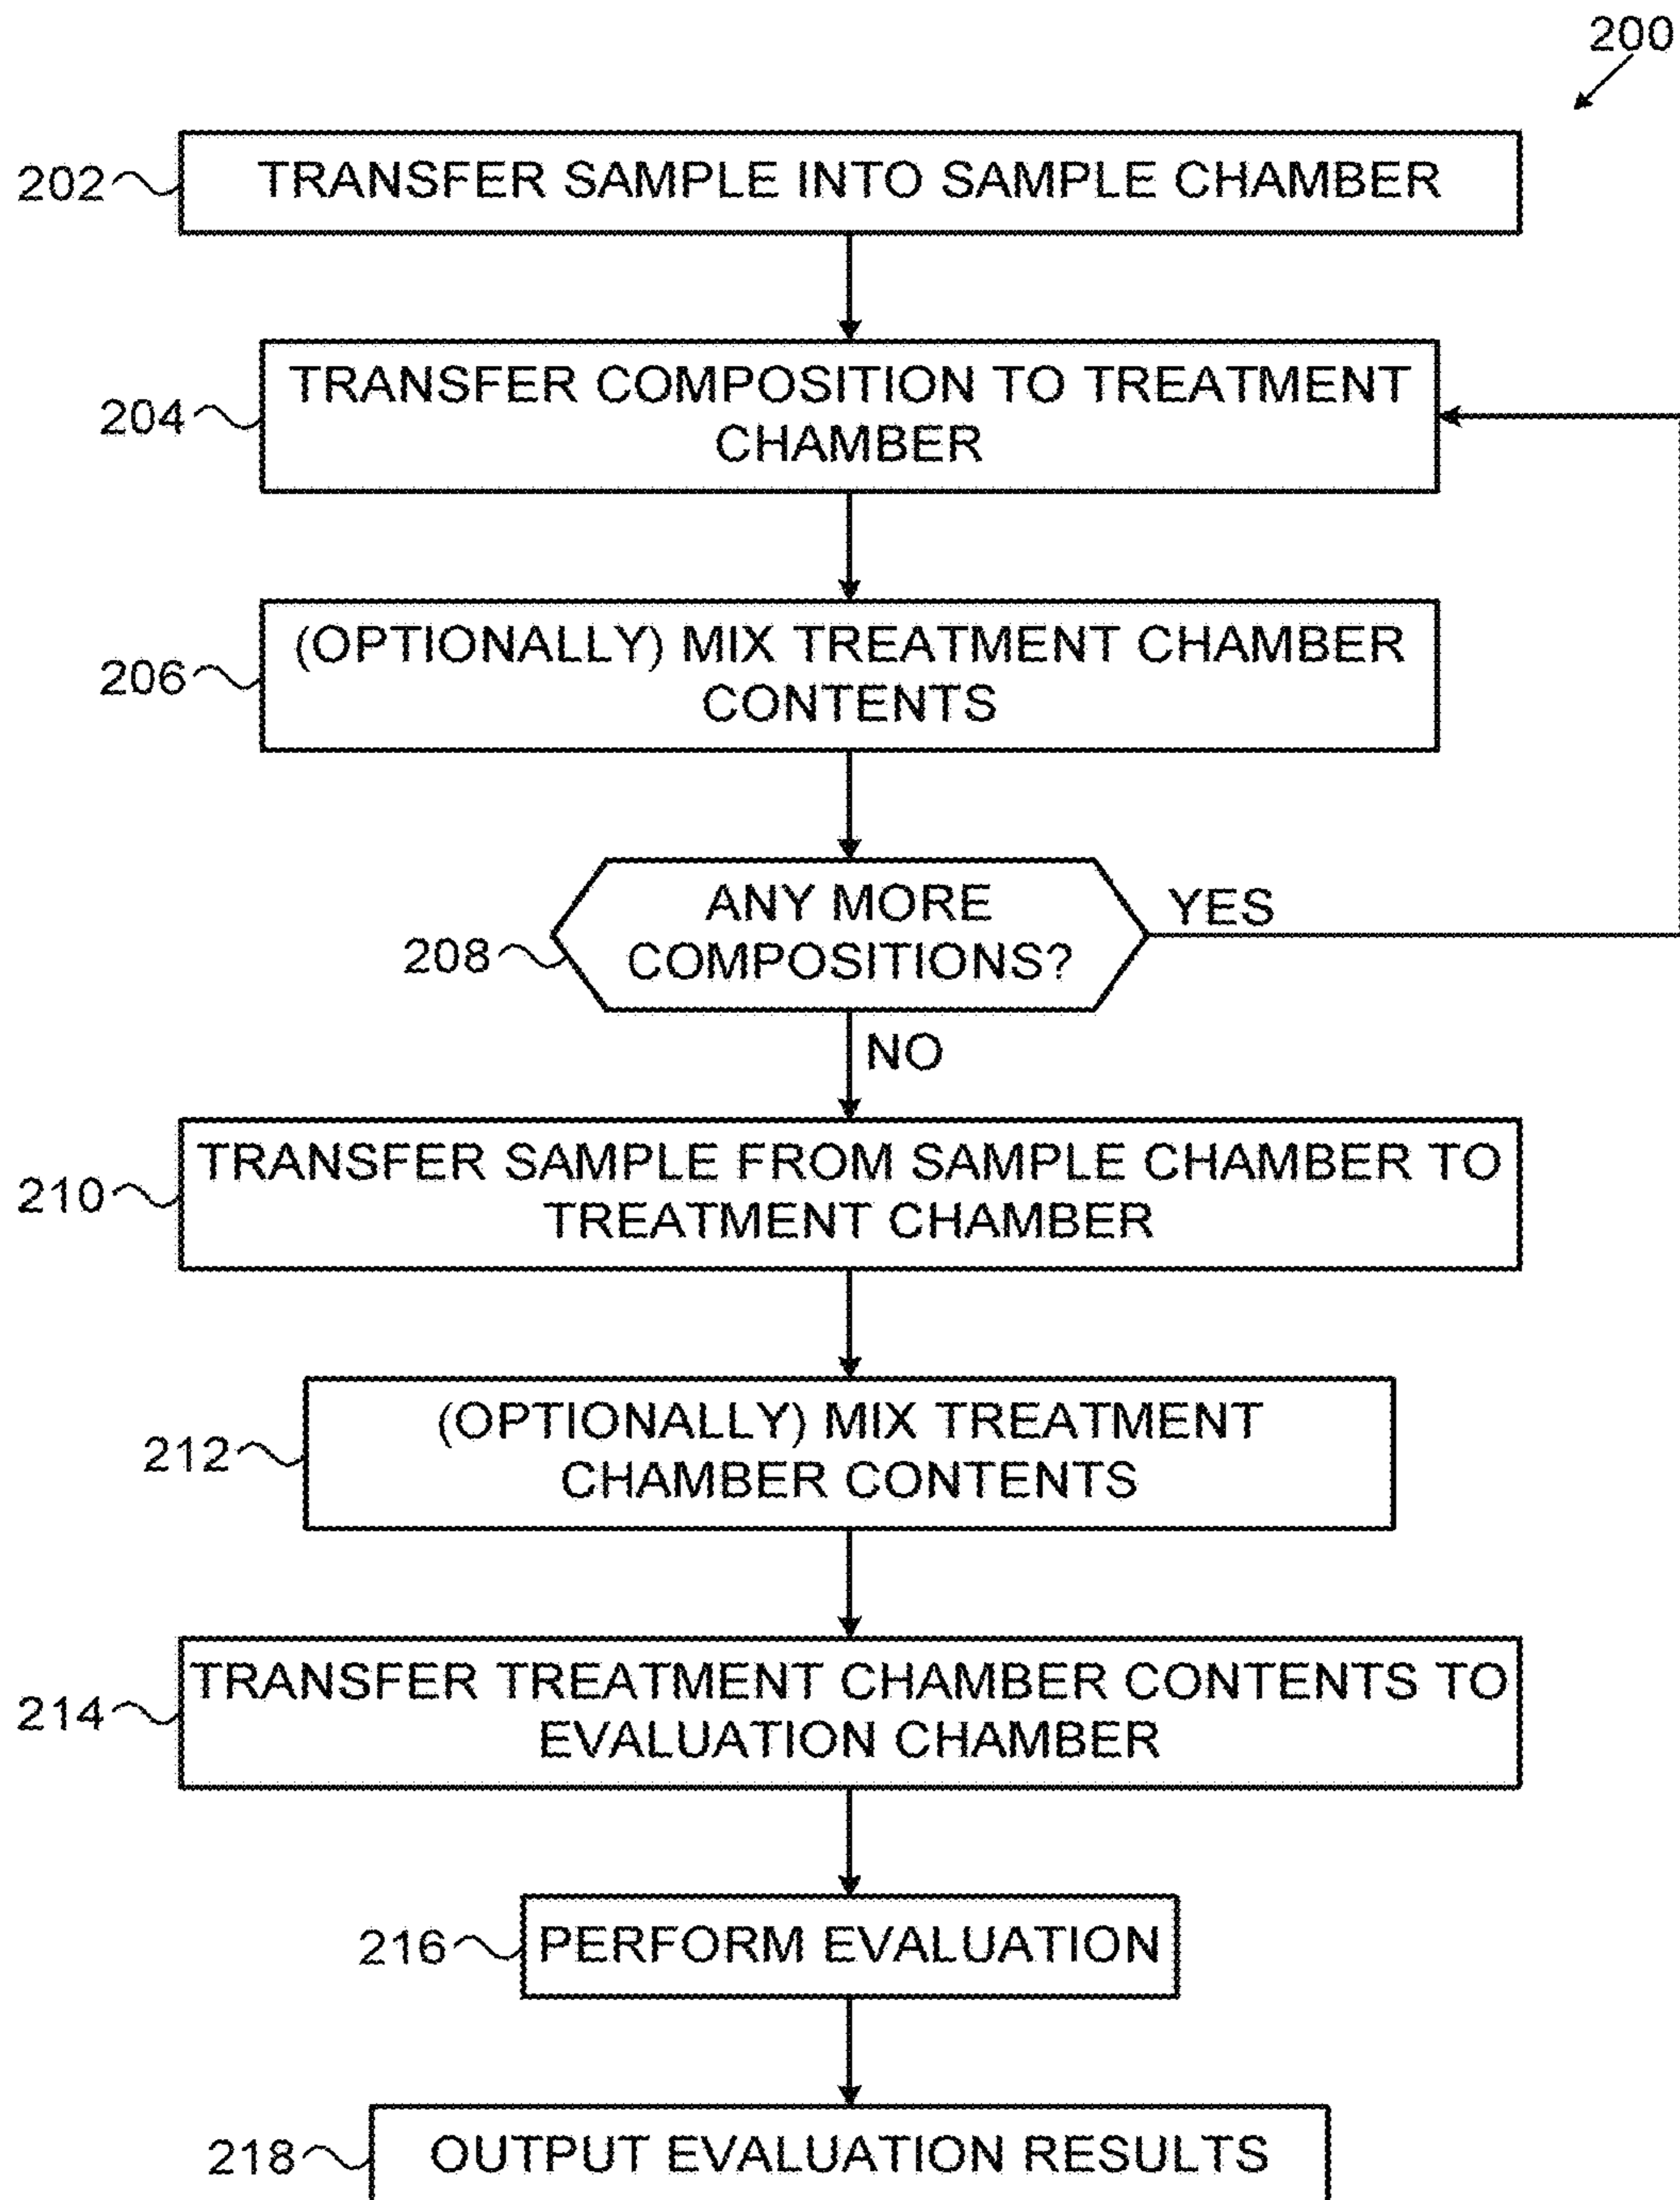 200
202
TRANSFER SAMPLE INTO SAMPLE CHAMBER
204
TRANSFER COMPOSITION TO TREATMENT
CHAMBER
206
(OPTIONALLY) MIX TREATMENT CHAMBER
CONTENTS
208
ANY MORE
COMPOSITIONS?
YES
NO
210
TRANSFER SAMPLE FROM SAMPLE CHAMBER TO
TREATMENT CHAMBER
212
(OPTIONALLY) MIX TREATMENT
CHAMBER CONTENTS
214
TRANSFER TREATMENT CHAMBER CONTENTS TO
EVALUATION CHAMBER
216
PERFORM EVALUATION
218
OUTPUT EVALUATION RESULTS